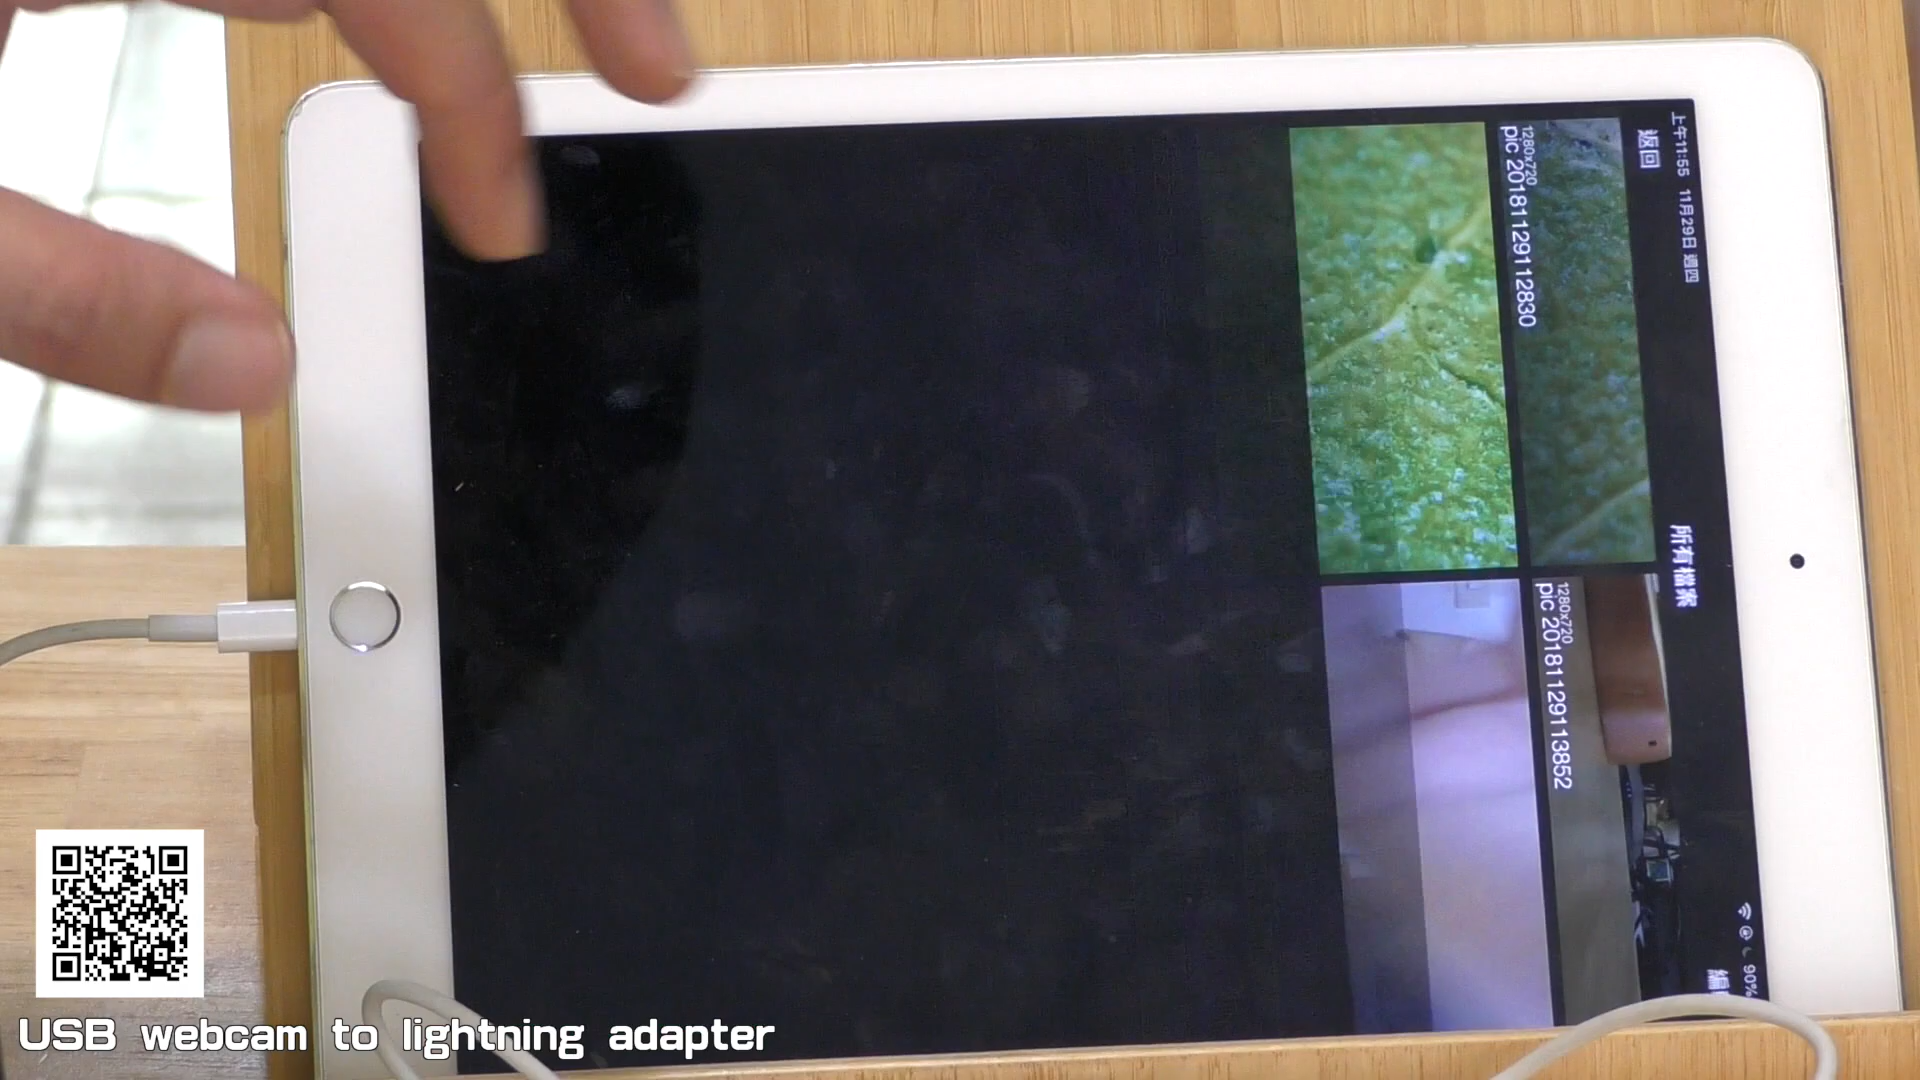 上午11:55 11月29日 週四
90%
返回
所有檔案
1280x720
pic 20181129112830
1280x720
pic 20181129113852
USB webcam to lightning adapter